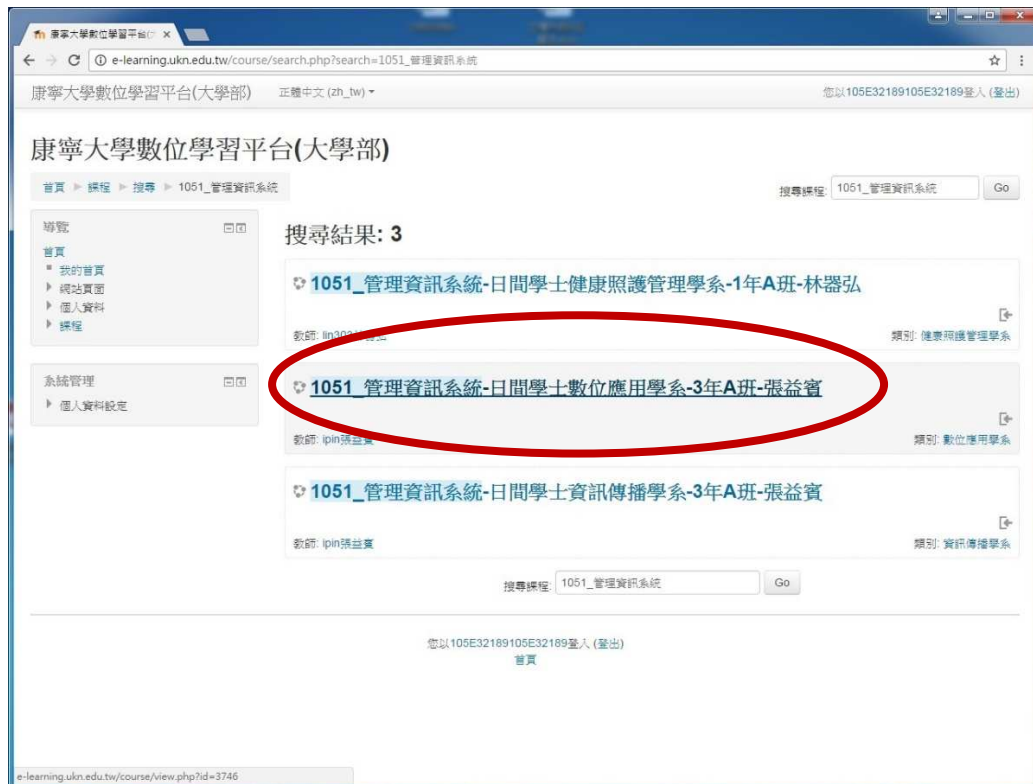 康寧大學數位學習平台(大
e-learning.ukn.edu.tw/course/search.php?search=1051_管理資訊系統
康寧大學數位學習平台(大學部) 正體中文 (zh_tw) 您以105E32189105E32189登入 (登出)
康寧大學數位學習平台(大學部)
首頁 ▶ 課程 ▶ 搜尋 ▶ 1051_管理資訊系統 搜尋課程: 1051_管理資訊系統 Go
導覽
首頁
我的首頁
網站頁面
個人資料
課程
系統管理
個人資料設定
搜尋結果: 3
1051_管理資訊系統-日間學士健康照護管理學系-1年A班-林器弘
教師: 類別: 健康照護管理學系
1051_管理資訊系統-日間學士數位應用學系-3年A班-張益賓
教師: ipin張益賓 類別: 數位應用學系
1051_管理資訊系統-日間學士資訊傳播學系-3年A班-張益賓
教師: ipin張益賓 類別: 資訊傳播學系
搜尋課程: 1051_管理資訊系統 Go
您以105E32189105E32189登入 (登出)
首頁
e-learning.ukn.edu.tw/course/view.php?id=3746